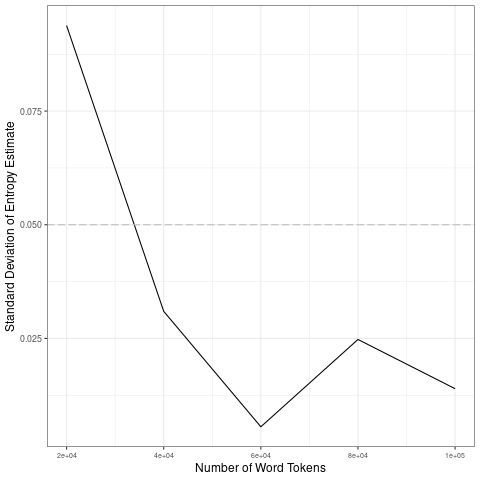 Standard Deviation of Entropy Estimate
0.075
0.050
0.025
2e+04 4e+04 6e+04 8e+04 1e+05
Number of Word Tokens